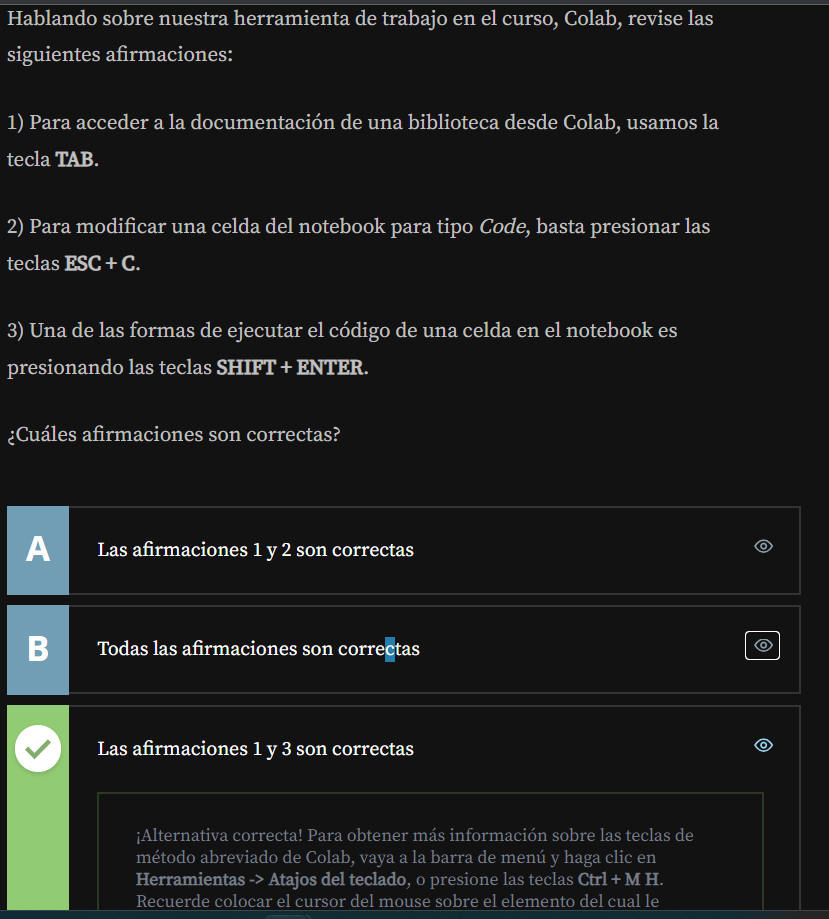 Hablando sobre nuestra herramienta de trabajo en el curso, Colab, revise las
siguientes afirmaciones:
1) Para acceder a la documentación de una biblioteca desde Colab, usamos la
tecla TAB.
2) Para modificar una celda del notebook para tipo Code, basta presionar las
teclas ESC + C.
3) Una de las formas de ejecutar el código de una celda en el notebook es
presionando las teclas SHIFT + ENTER.
¿Cuáles afirmaciones son correctas?
A
Las afirmaciones 1 y 2 son correctas
B
Todas las afirmaciones son correctas
Las afirmaciones 1 y 3 son correctas
¡Alternativa correcta! Para obtener más información sobre las teclas de
método abreviado de Colab, vaya a la barra de menú y haga clic en
Herramientas -> Atajos del teclado, o presione las teclas Ctrl + M H.
Recuerde colocar el cursor del mouse sobre el elemento del cual le